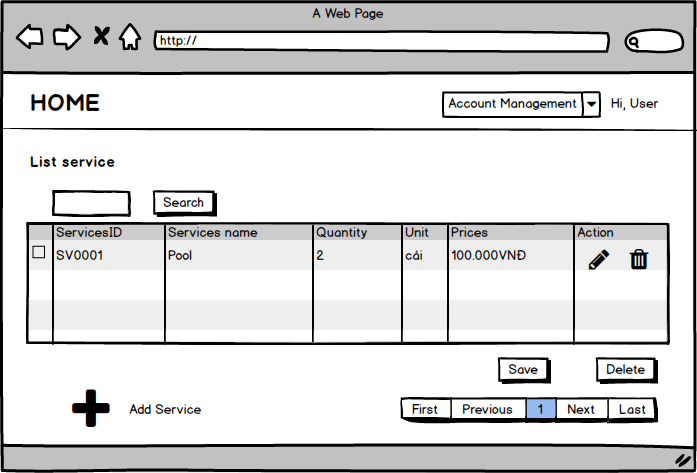 A Web Page
http://
HOME
Account Management
Hi, User
List service
Search
ServicesID Services name Quantity Unit Prices Action
SV0001 Pool 2 cái 100.000VNĐ
Save Delete
Add Service
First Previous 1 Next Last